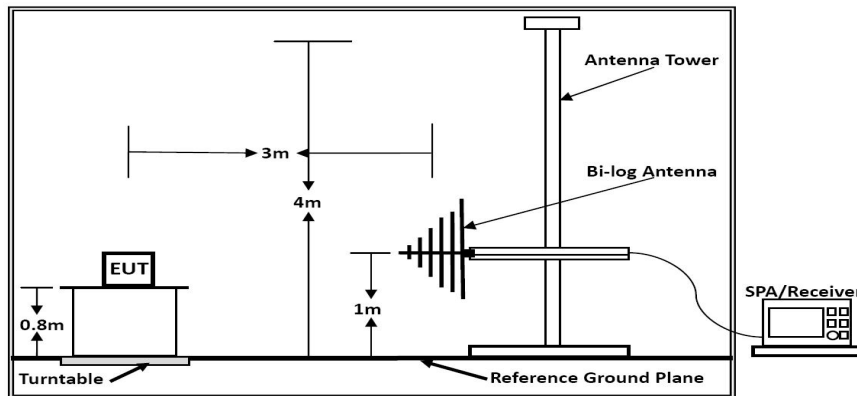 Antenna Tower
3m
Bi-log Antenna
4m
EUT
1m
SPA/Receiver
0.8m
Turntable
Reference Ground Plane